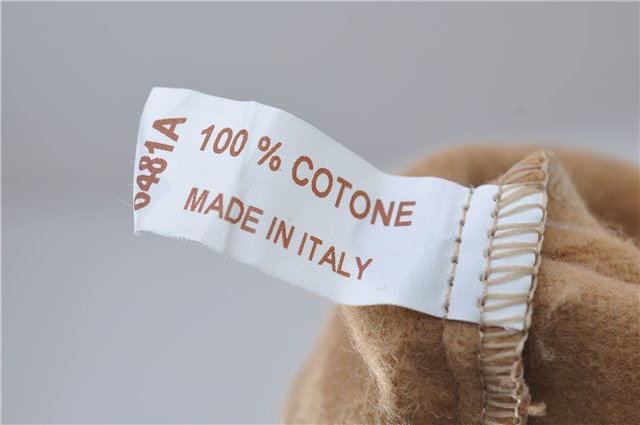 100 % COTONE
MADE IN ITALY
0481A